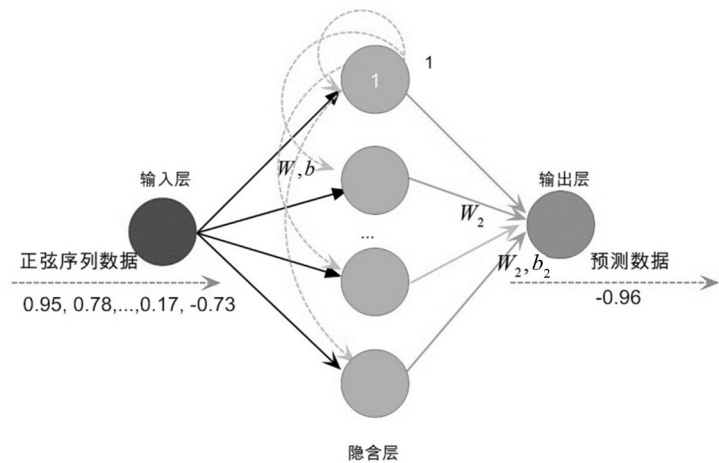 1
1
输入层
W,b
输出层
W₂
...
正弦序列数据
W₂,b₂
预测数据
0.95, 0.78,...,0.17, -0.73
-0.96
隐含层